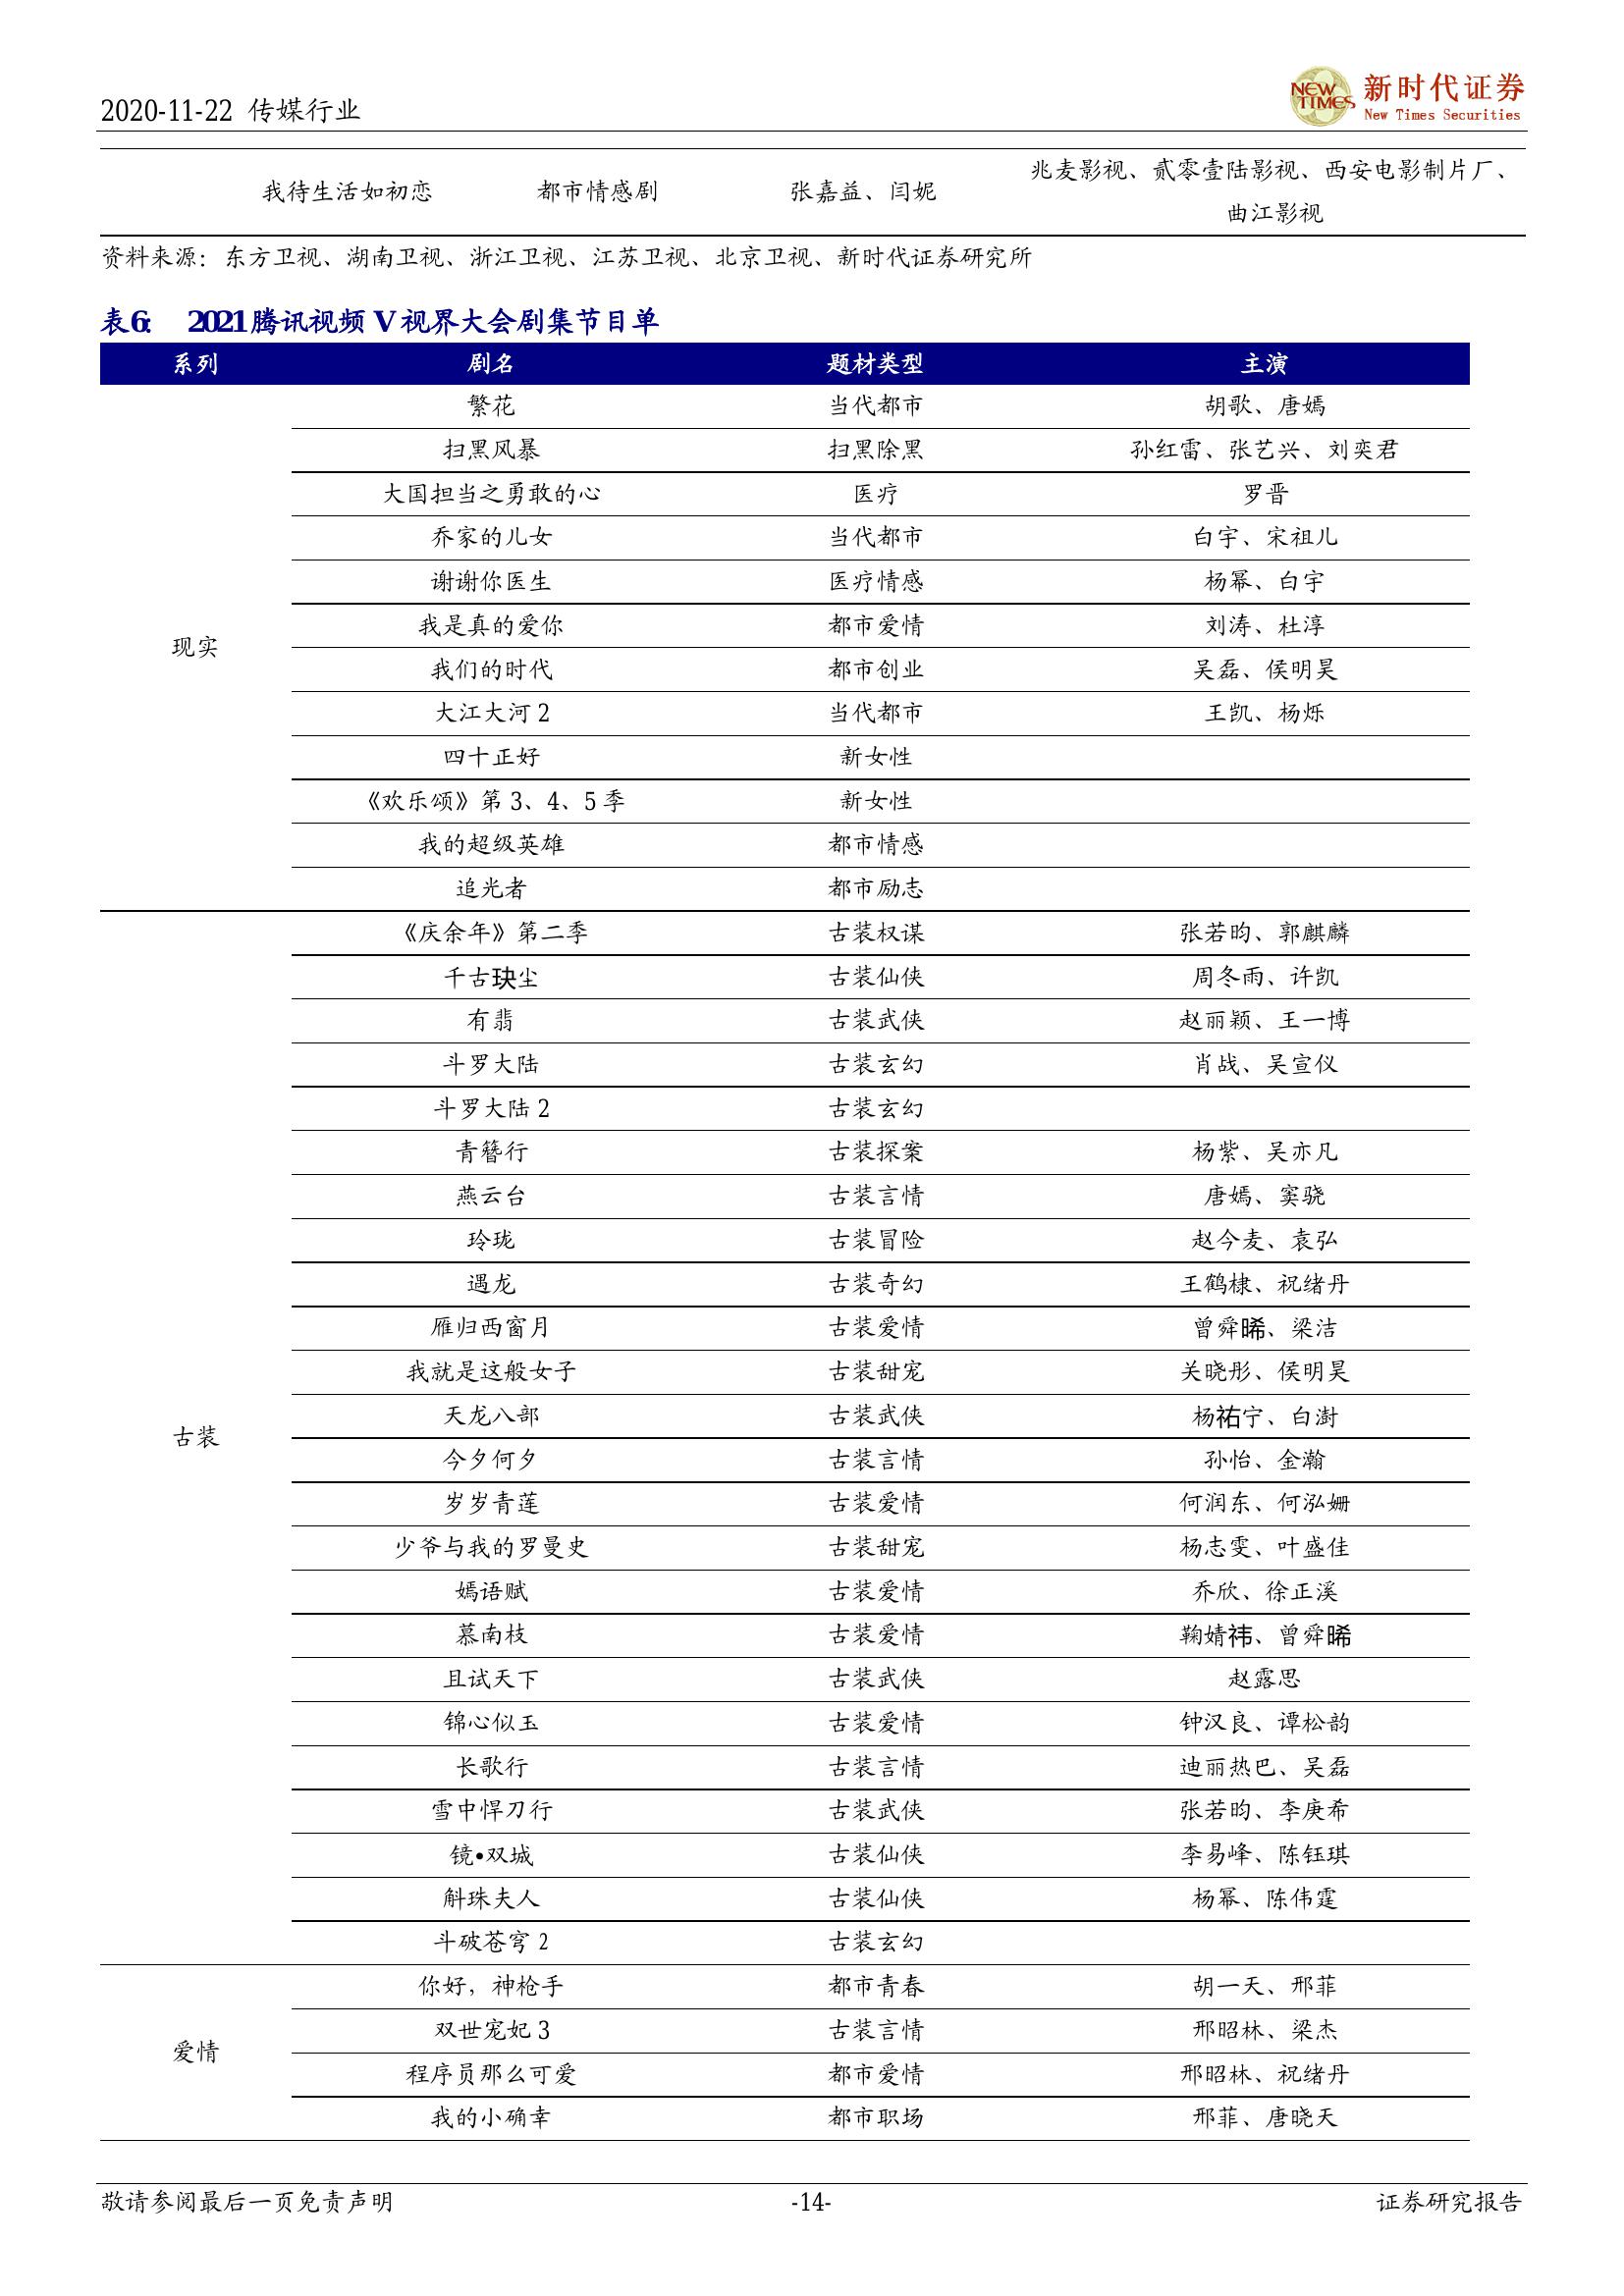 2020-11-22 传媒行业
NEW TIMES 新时代证券
New Times Securities
我待生活如初恋 都市情感剧 张嘉益、闫妮 兆麦影视、贰零壹陆影视、西安电影制片厂、
曲江影视
资料来源：东方卫视、湖南卫视、浙江卫视、江苏卫视、北京卫视、新时代证券研究所
表6: 2021腾讯视频 V 视界大会剧集节目单
系列 剧名 题材类型 主演
现实
繁花 当代都市 胡歌、唐嫣
扫黑风暴 扫黑除黑 孙红雷、张艺兴、刘奕君
大国担当之勇敢的心 医疗 罗晋
乔家的儿女 当代都市 白宇、宋祖儿
谢谢你医生 医疗情感 杨幂、白宇
我是真的爱你 都市爱情 刘涛、杜淳
我们的时代 都市创业 吴磊、侯明昊
大江大河 2 当代都市 王凯、杨烁
四十正好 新女性
《欢乐颂》第 3、4、5 季 新女性
我的超级英雄 都市情感
追光者 都市励志
古装
《庆余年》第二季 古装权谋 张若昀、郭麒麟
千古玦尘 古装仙侠 周冬雨、许凯
有翡 古装武侠 赵丽颖、王一博
斗罗大陆 古装玄幻 肖战、吴宣仪
斗罗大陆 2 古装玄幻
青簪行 古装探案 杨紫、吴亦凡
燕云台 古装言情 唐嫣、窦骁
玲珑 古装冒险 赵今麦、袁弘
遇龙 古装奇幻 王鹤棣、祝绪丹
雁归西窗月 古装爱情 曾舜晞、梁洁
我就是这般女子 古装甜宠 关晓彤、侯明昊
天龙八部 古装武侠 杨祐宁、白澍
今夕何夕 古装言情 孙怡、金瀚
岁岁青莲 古装爱情 何润东、何泓姗
少爷与我的罗曼史 古装甜宠 杨志雯、叶盛佳
嫣语赋 古装爱情 乔欣、徐正溪
慕南枝 古装爱情 鞠婧祎、曾舜晞
且试天下 古装武侠 赵露思
锦心似玉 古装爱情 钟汉良、谭松韵
长歌行 古装言情 迪丽热巴、吴磊
雪中悍刀行 古装武侠 张若昀、李庚希
镜•双城 古装仙侠 李易峰、陈钰琪
斛珠夫人 古装仙侠 杨幂、陈伟霆
斗破苍穹 2 古装玄幻
爱情
你好，神枪手 都市青春 胡一天、邢菲
双世宠妃 3 古装言情 邢昭林、梁杰
程序员那么可爱 都市爱情 邢昭林、祝绪丹
我的小确幸 都市职场 邢菲、唐晓天
敬请参阅最后一页免责声明 -14- 证券研究报告